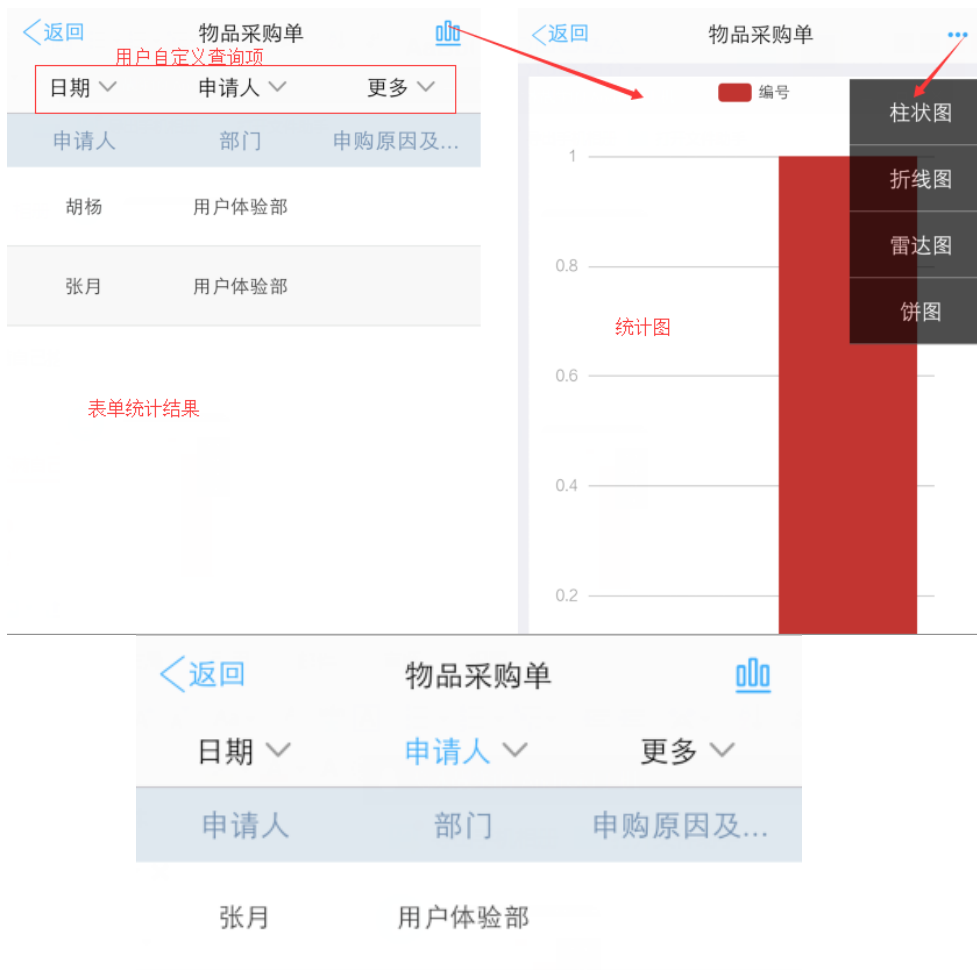 返回 物品采购单
用户自定义查询项
日期 申请人 更多
申请人 部门 申购原因及...
胡杨 用户体验部
张月 用户体验部
表单统计结果
返回 物品采购单
编号
柱状图
折线图
雷达图
饼图
1
0.8
0.6
0.4
0.2
统计图
返回 物品采购单
日期 申请人 更多
申请人 部门 申购原因及...
张月 用户体验部